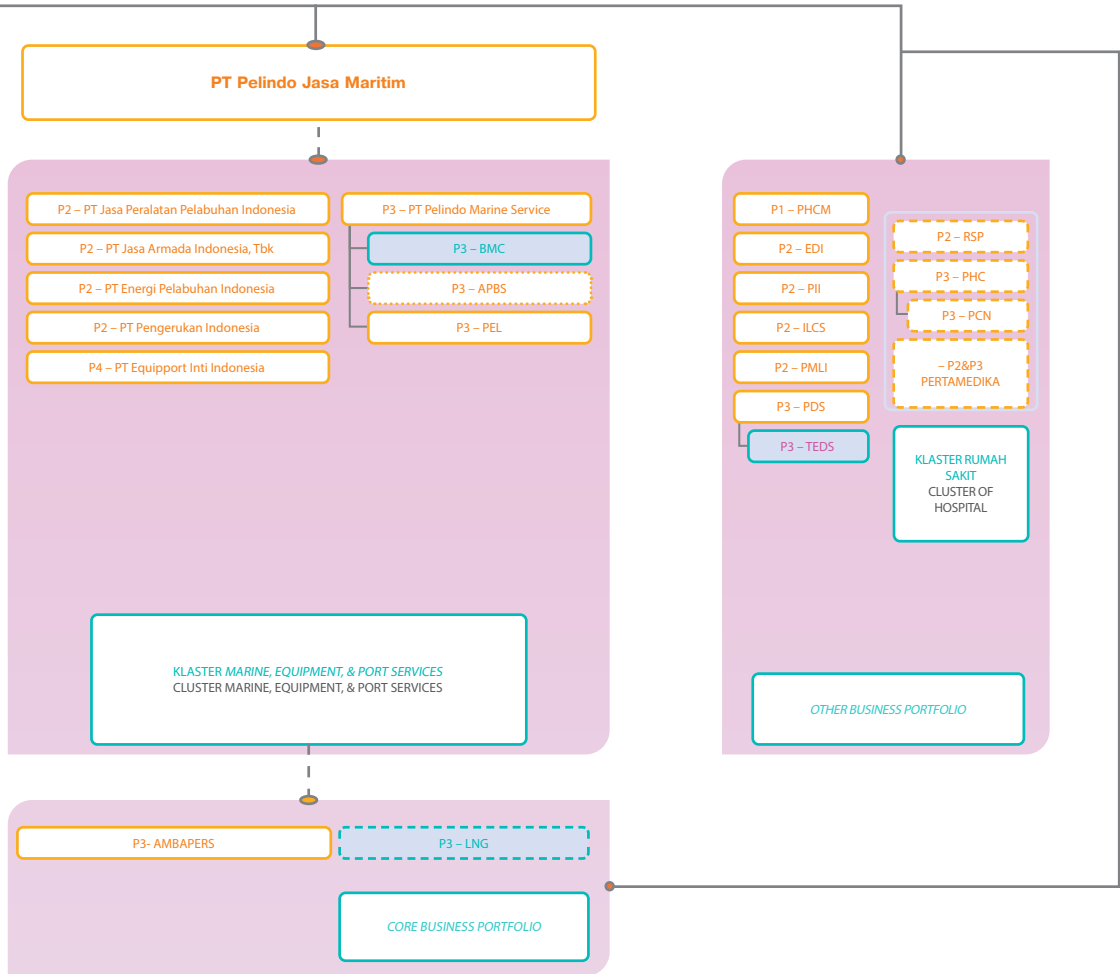 PT Pelindo Jasa Maritim
P2 – PT Jasa Peralatan Pelabuhan Indonesia
P2 – PT Jasa Armada Indonesia, Tbk
P2 – PT Energi Pelabuhan Indonesia
P2 – PT Pengerukan Indonesia
P4 – PT Equipport Inti Indonesia
P3 – PT Pelindo Marine Service
P3 – BMC
P3 – APBS
P3 – PEL
KLASTER MARINE, EQUIPMENT, & PORT SERVICES
CLUSTER MARINE, EQUIPMENT, & PORT SERVICES
P1 – PHCM
P2 – EDI
P2 – PII
P2 – ILCS
P2 – PMLI
P3 – PDS
P3 – TEDS
P2 – RSP
P3 – PHC
P3 – PCN
– P2&P3
PERTAMEDIKA
KLASTER RUMAH
SAKIT
CLUSTER OF
HOSPITAL
OTHER BUSINESS PORTFOLIO
P3- AMBAPERS
P3 – LNG
CORE BUSINESS PORTFOLIO